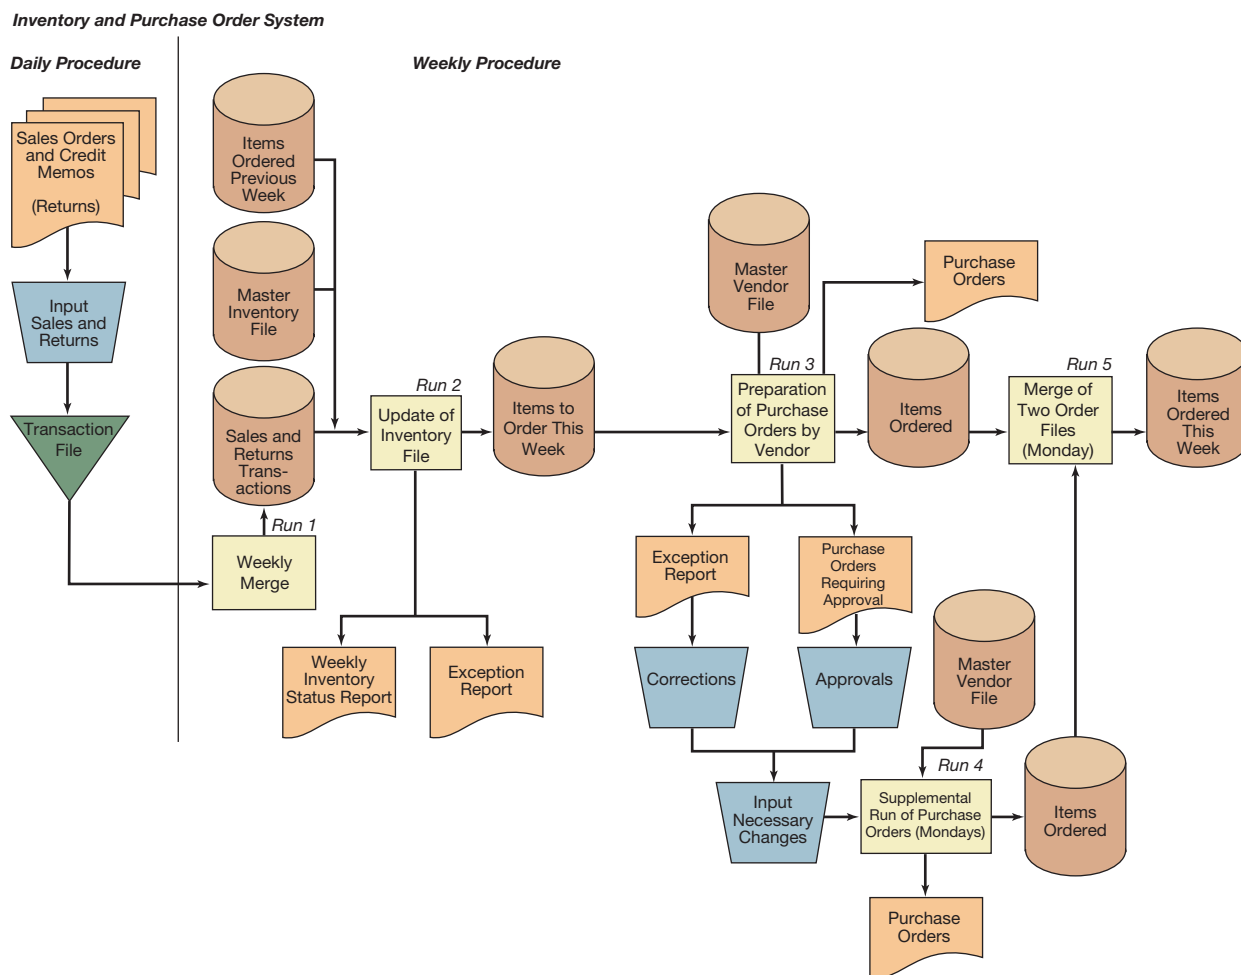 Inventory and Purchase Order System
Daily Procedure
Weekly Procedure
Sales Orders
and Credit
Memos
(Returns)
Input
Sales and
Returns
Transaction
File
Items
Ordered
Previous
Week
Master
Inventory
File
Sales and
Returns
Trans-
actions
Run 1
Weekly
Merge
Run 2
Update of
Inventory
File
Weekly
Inventory
Status Report
Exception
Report
Items to
Order This
Week
Master
Vendor
File
Run 3
Preparation
of Purchase
Orders by
Vendor
Purchase
Orders
Items
Ordered
Run 5
Merge of
Two Order
Files
(Monday)
Items
Ordered
This
Week
Exception
Report
Purchase
Orders
Requiring
Approval
Corrections
Approvals
Master
Vendor
File
Input
Necessary
Changes
Run 4
Supplemental
Run of Purchase
Orders (Mondays)
Items
Ordered
Purchase
Orders